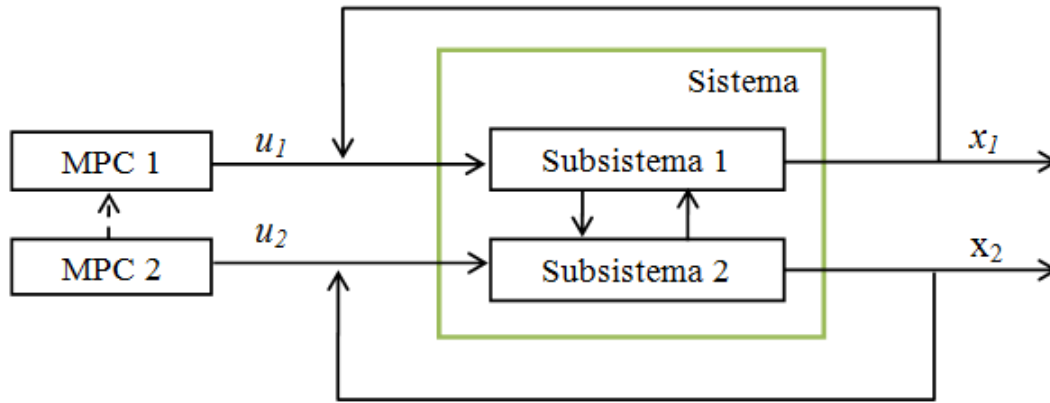 Sistema
MPC 1
u1
Subsistema 1
x1
MPC 2
u2
Subsistema 2
x2